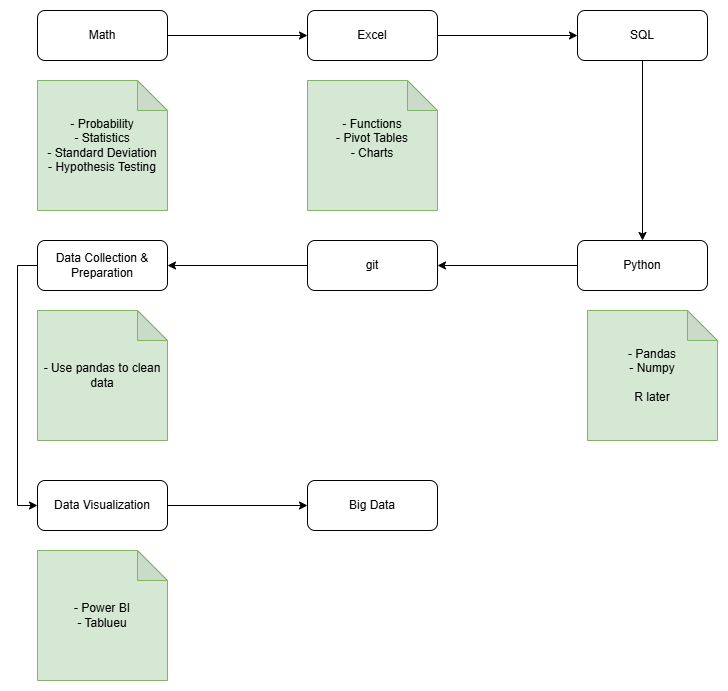 Math
Excel
SQL
- Probability
- Statistics
- Standard Deviation
- Hypothesis Testing
- Functions
- Pivot Tables
- Charts
Data Collection &
Preparation
git
Python
- Use pandas to clean
data
- Pandas
- Numpy
R later
Data Visualization
Big Data
- Power BI
- Tablueu